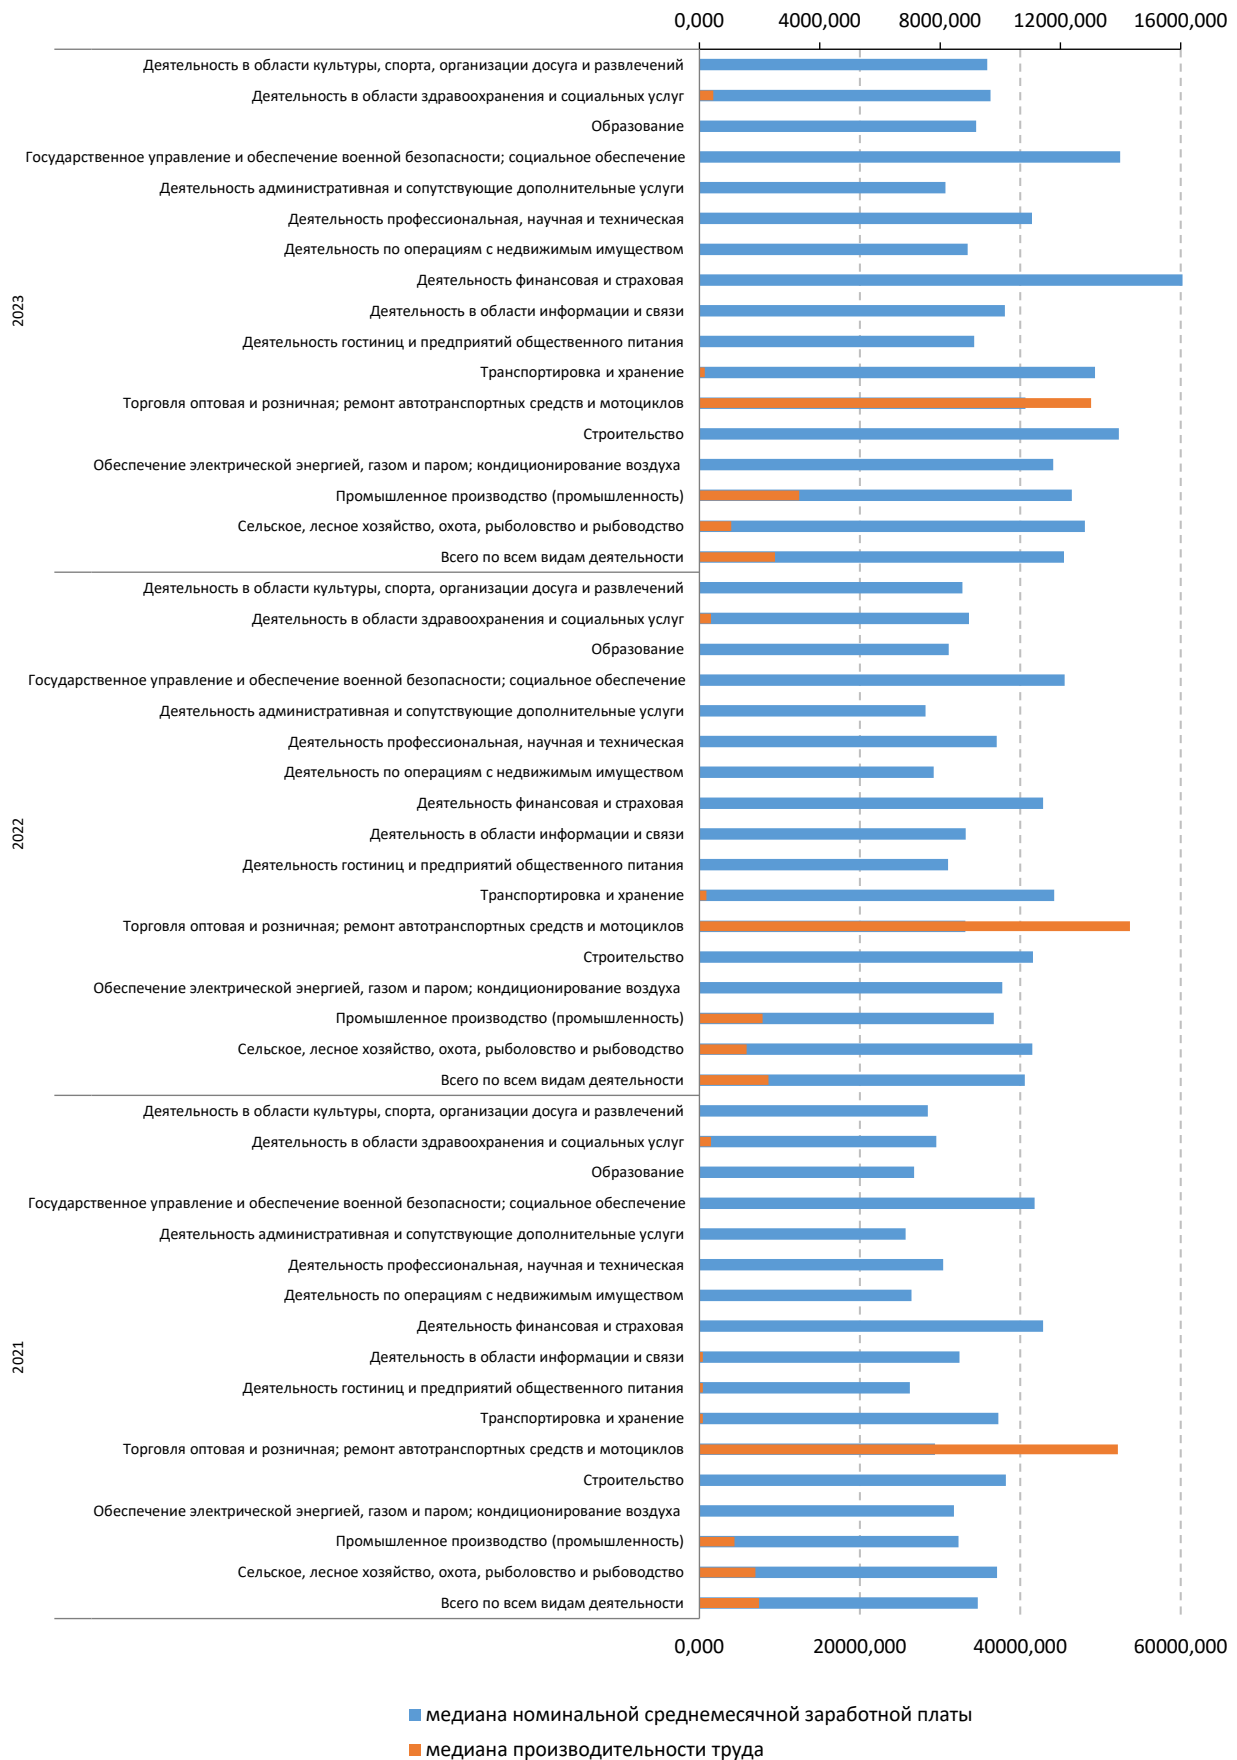 0,000 4000,000 8000,000 12000,000 16000,000
Деятельность в области культуры, спорта, организации досуга и развлечений
Деятельность в области здравоохранения и социальных услуг
Образование
Государственное управление и обеспечение военной безопасности; социальное обеспечение
Деятельность административная и сопутствующие дополнительные услуги
Деятельность профессиональная, научная и техническая
Деятельность по операциям с недвижимым имуществом
Деятельность финансовая и страховая
2023
Деятельность в области информации и связи
Деятельность гостиниц и предприятий общественного питания
Транспортировка и хранение
Торговля оптовая и розничная; ремонт автотранспортных средств и мотоциклов
Строительство
Обеспечение электрической энергией, газом и паром; кондиционирование воздуха
Промышленное производство (промышленность)
Сельское, лесное хозяйство, охота, рыболовство и рыбоводство
Всего по всем видам деятельности
Деятельность в области культуры, спорта, организации досуга и развлечений
Деятельность в области здравоохранения и социальных услуг
Образование
Государственное управление и обеспечение военной безопасности; социальное обеспечение
Деятельность административная и сопутствующие дополнительные услуги
Деятельность профессиональная, научная и техническая
Деятельность по операциям с недвижимым имуществом
Деятельность финансовая и страховая
2022
Деятельность в области информации и связи
Деятельность гостиниц и предприятий общественного питания
Транспортировка и хранение
Торговля оптовая и розничная; ремонт автотранспортных средств и мотоциклов
Строительство
Обеспечение электрической энергией, газом и паром; кондиционирование воздуха
Промышленное производство (промышленность)
Сельское, лесное хозяйство, охота, рыболовство и рыбоводство
Всего по всем видам деятельности
Деятельность в области культуры, спорта, организации досуга и развлечений
Деятельность в области здравоохранения и социальных услуг
Образование
Государственное управление и обеспечение военной безопасности; социальное обеспечение
Деятельность административная и сопутствующие дополнительные услуги
Деятельность профессиональная, научная и техническая
Деятельность по операциям с недвижимым имуществом
Деятельность финансовая и страховая
2021
Деятельность в области информации и связи
Деятельность гостиниц и предприятий общественного питания
Транспортировка и хранение
Торговля оптовая и розничная; ремонт автотранспортных средств и мотоциклов
Строительство
Обеспечение электрической энергией, газом и паром; кондиционирование воздуха
Промышленное производство (промышленность)
Сельское, лесное хозяйство, охота, рыболовство и рыбоводство
Всего по всем видам деятельности
0,000 20000,000 40000,000 60000,000
медиана номинальной среднемесячной заработной платы
медиана производительности труда